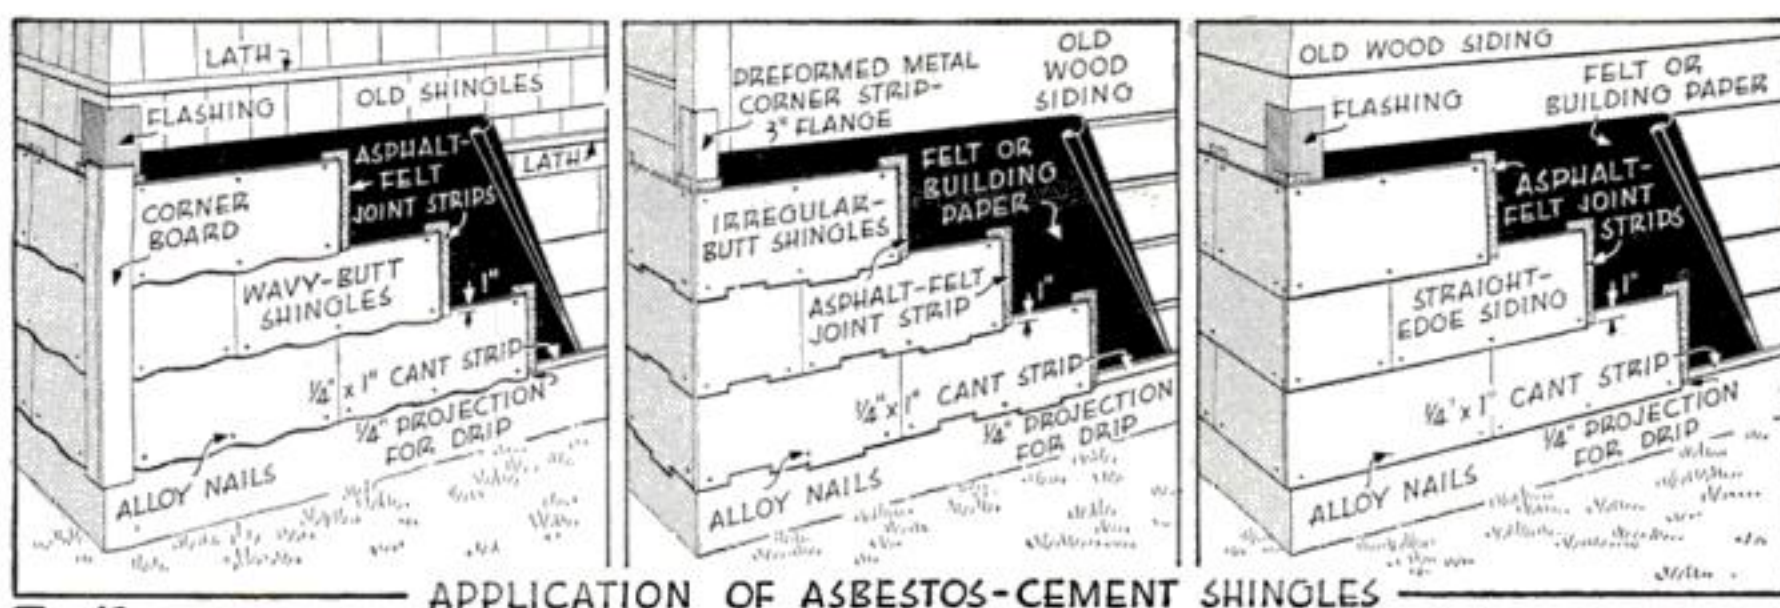 LATH
FLASHING
OLD SHINGLES
ASPHALT-
FELT
JOINT STRIPS
LATH
CORNER
BOARD
WAVY-BUTT
SHINGLES
1"
¼" x 1" CANT STRIP
¼" PROJECTION
FOR DRIP
ALLOY NAILS
PREFORMED METAL
CORNER STRIP-
3" FLANGE
OLD
WOOD
SIDING
FELT OR
BUILDING
PAPER
IRREGULAR-
BUTT SHINGLES
ASPHALT-FELT
JOINT STRIP
1"
¼" x 1" CANT STRIP
¼" PROJECTION
FOR DRIP
ALLOY NAILS
OLD WOOD SIDING
FELT OR
BUILDING PAPER
FLASHING
ASPHALT-
FELT JOINT
STRIPS
STRAIGHT-
EDGE SIDING
1"
¼" x 1" CANT STRIP
¼" PROJECTION
FOR DRIP
ALLOY NAILS
APPLICATION OF ASBESTOS-CEMENT SHINGLES